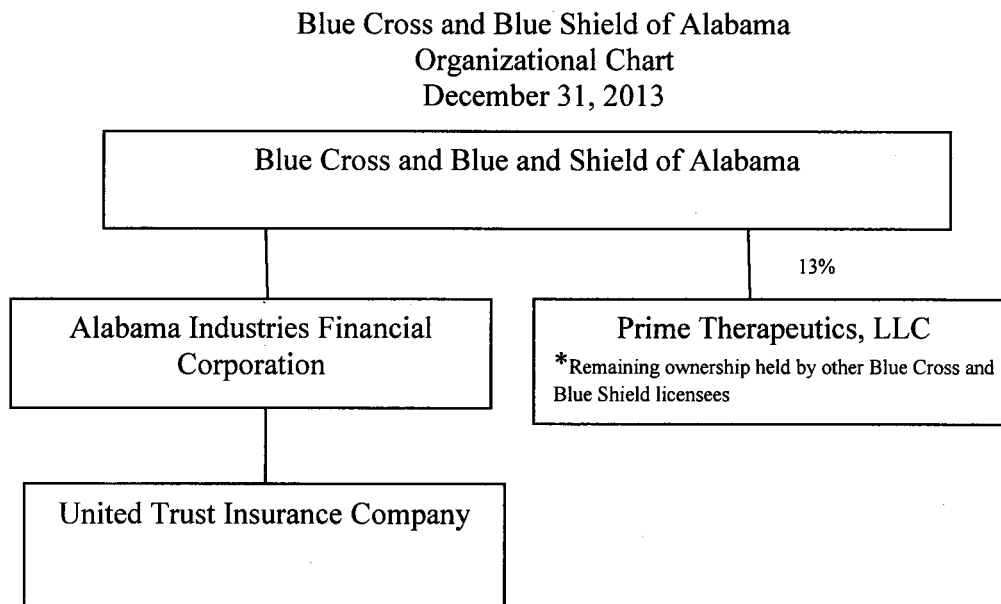 Blue Cross and Blue Shield of Alabama
Organizational Chart
December 31, 2013
Blue Cross and Blue and Shield of Alabama
13%
Alabama Industries Financial
Corporation
Prime Therapeutics, LLC
*Remaining ownership held by other Blue Cross and
Blue Shield licensees
United Trust Insurance Company